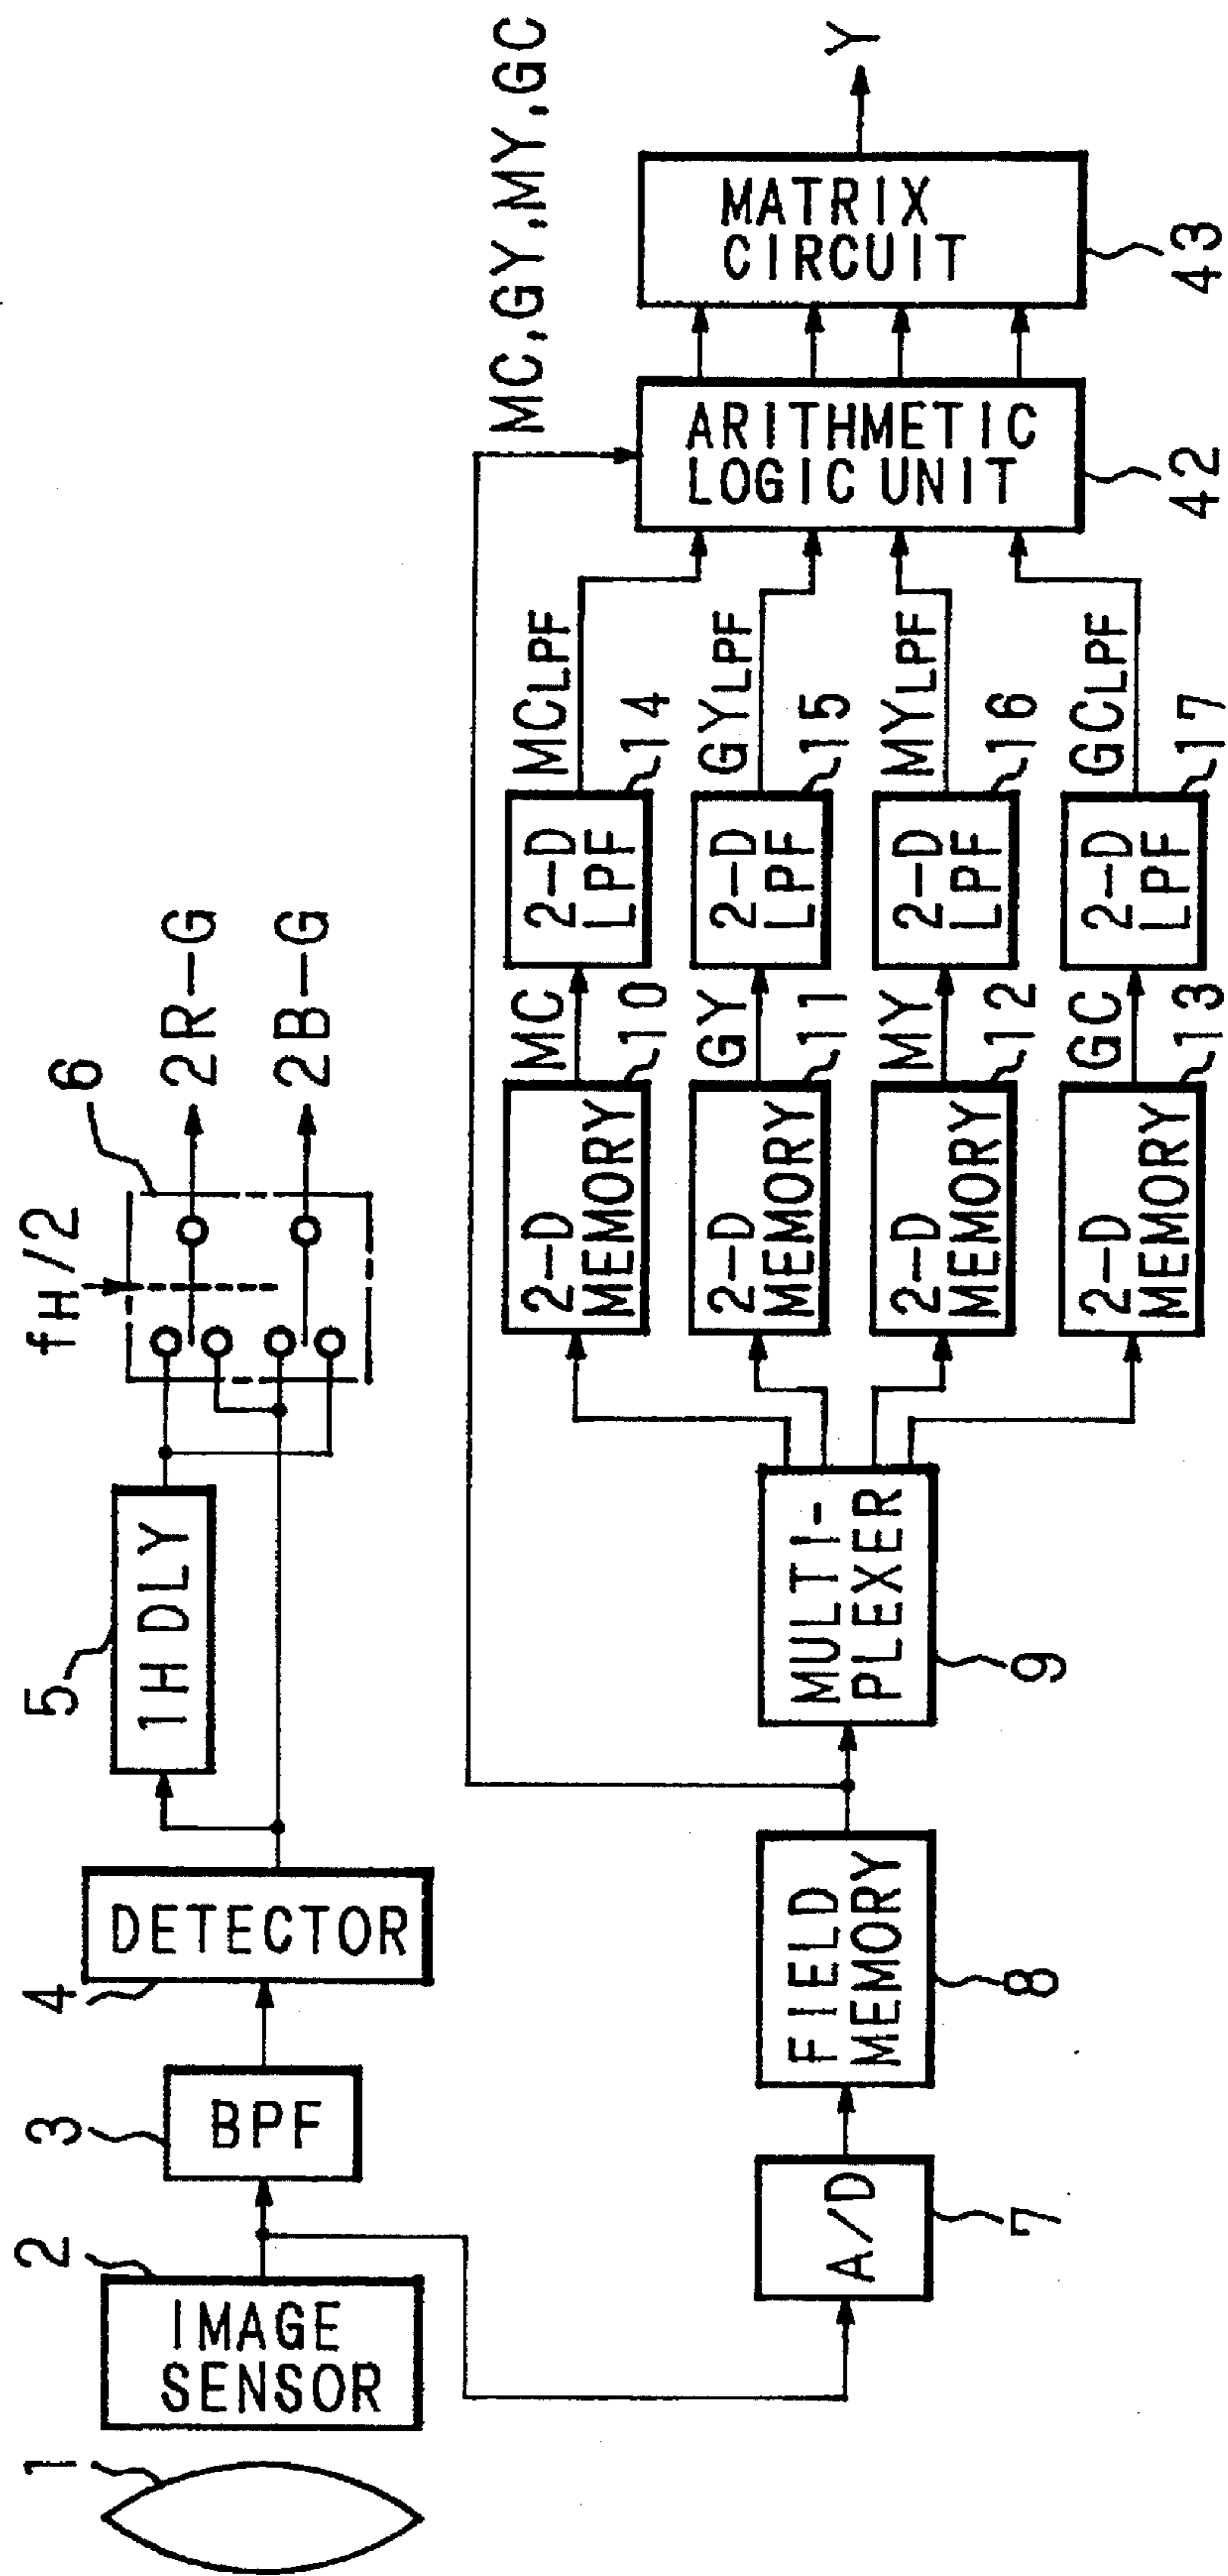 1
2
IMAGE
SENSOR
3
BPF
4
DETECTOR
5
1H DLY
fH/2
6
2R-G
2B-G
7
A/D
8
FIELD
MEMORY
9
MULTI-
PLEXER
2-D
MEMORY
10
MC
2-D
LPF
14
MCLPF
2-D
MEMORY
11
GY
2-D
LPF
15
GYLPF
2-D
MEMORY
12
MY
2-D
LPF
16
MYLPF
2-D
MEMORY
13
GC
2-D
LPF
17
GCLPF
MC,GY,MY,GC
ARITHMETIC
LOGIC UNIT
42
MATRIX
CIRCUIT
43
Y